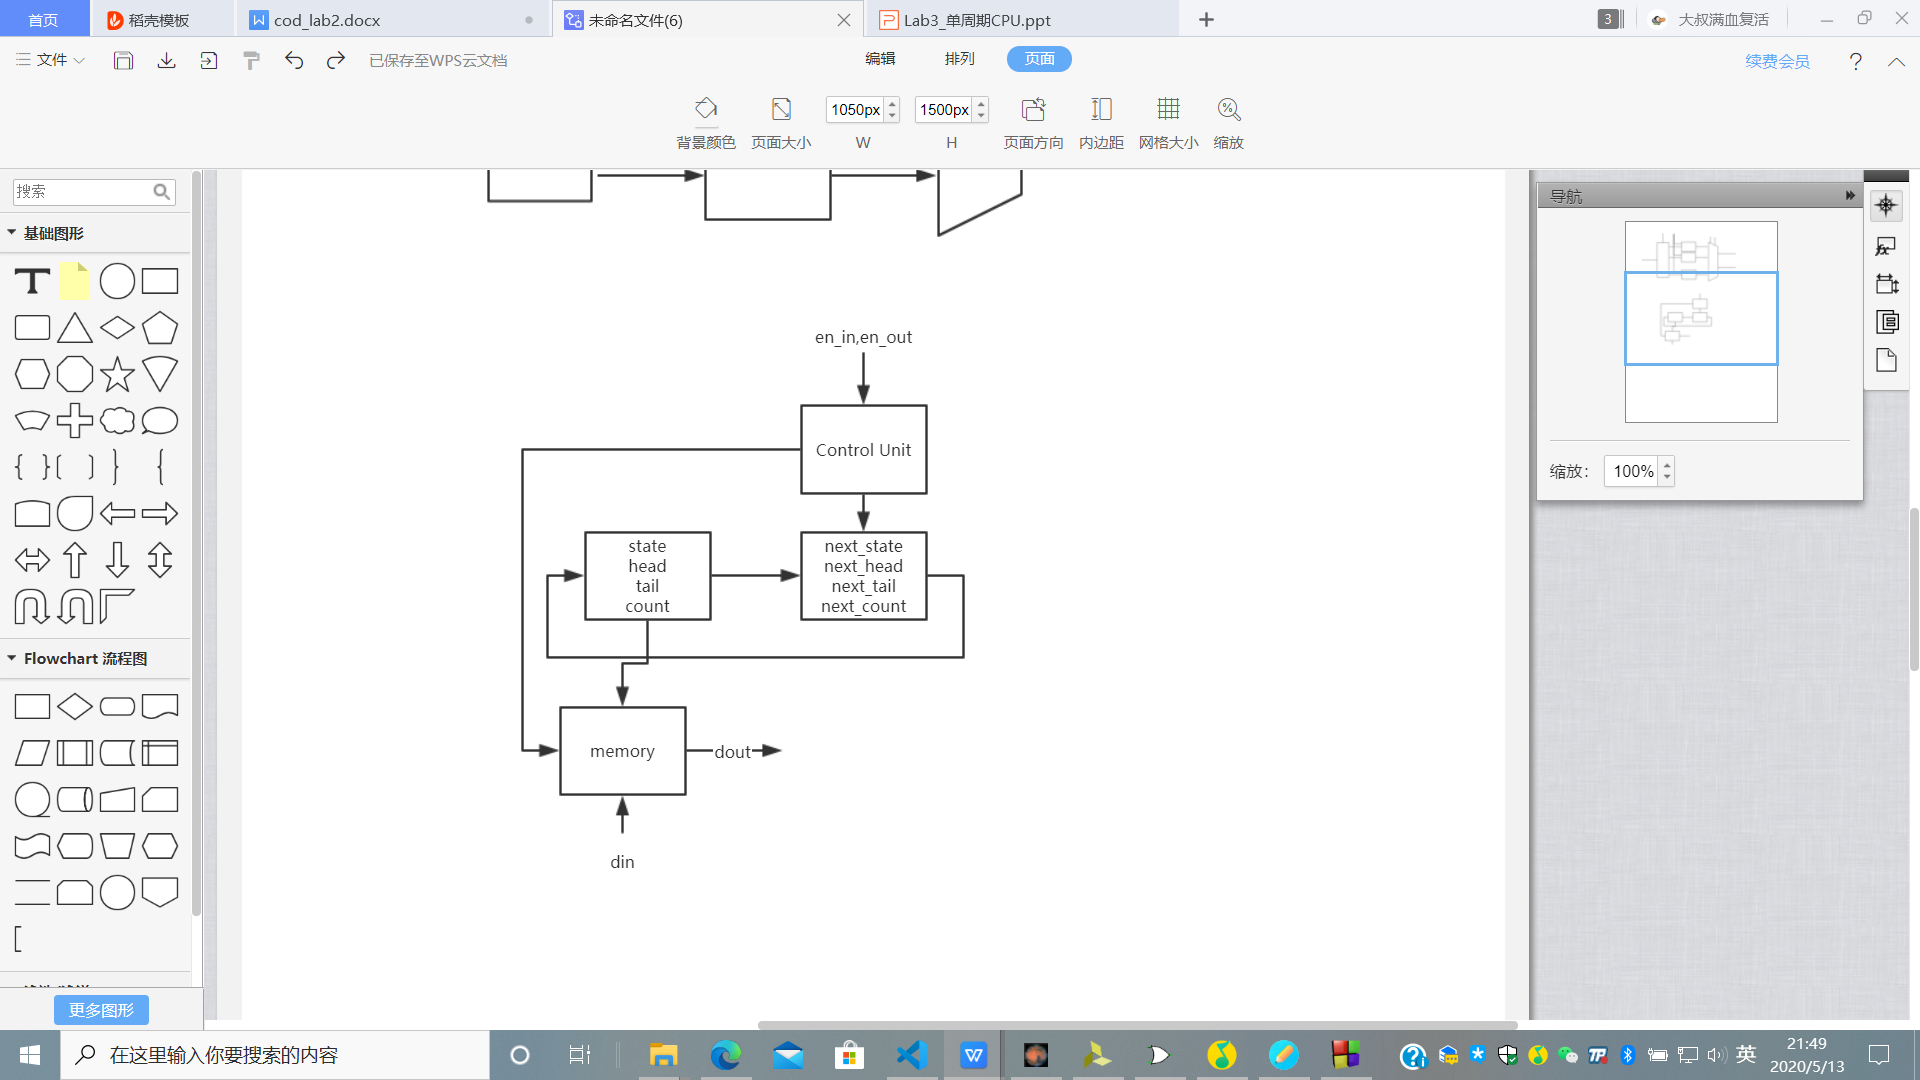 首页
稻壳模板
cod_lab2.docx
未命名文件(6)
Lab3_单周期CPU.ppt
3
大叔满血复活
文件
已保存至WPS云文档
编辑
排列
页面
续费会员
?
背景颜色
页面大小
1050px
W
1500px
H
页面方向
内边距
网格大小
缩放
搜索
基础图形
Flowchart 流程图
更多图形
en_in,en_out
Control Unit
state
head
tail
count
next_state
next_head
next_tail
next_count
memory
dout
din
导航
缩放：
100%
在这里输入你要搜索的内容
英
21:49
2020/5/13